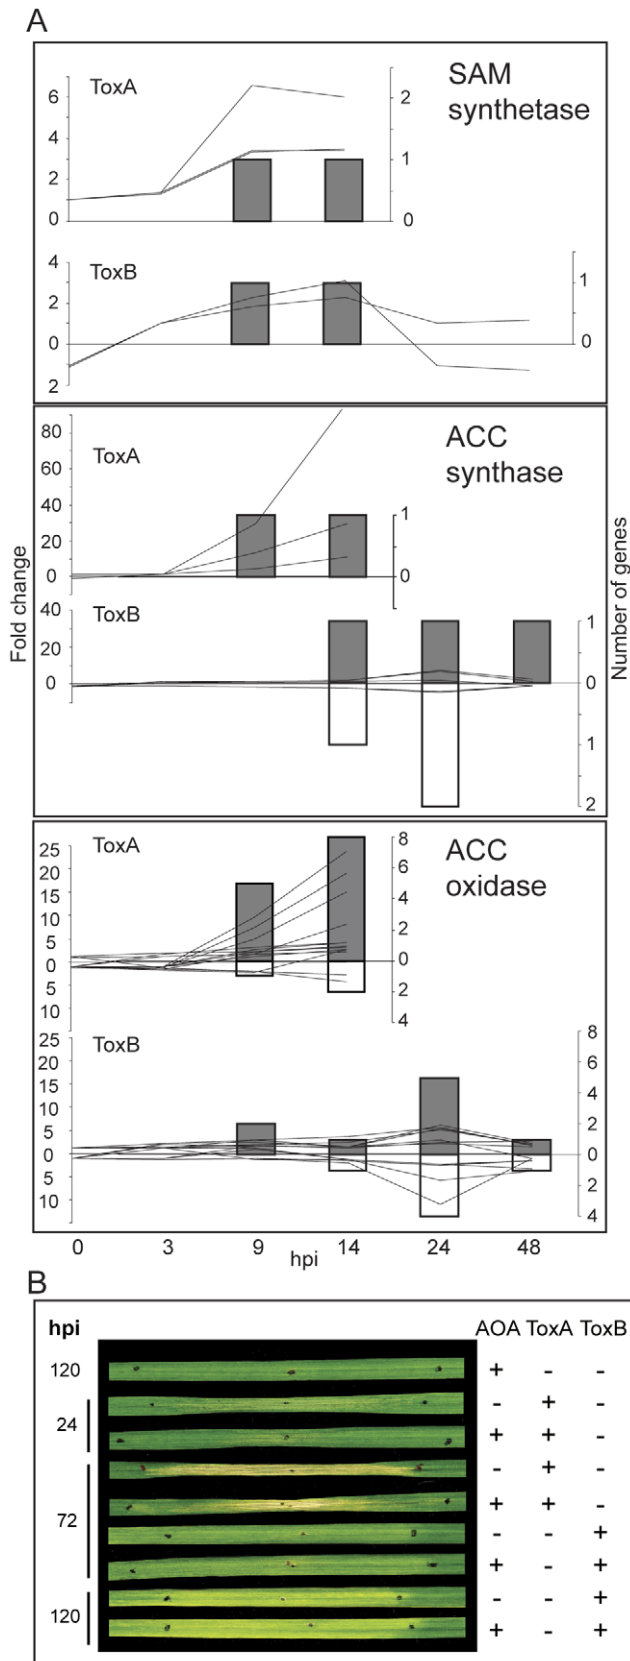 A
SAM
synthetase
ToxA
6
4
2
0
2
1
0
ToxB
4
2
0
2
1
0
ACC
synthase
ToxA
80
60
40
20
0
1
0
Fold change
Number of genes
ToxB
40
20
0
1
0
1
2
ACC
oxidase
ToxA
25
20
15
10
5
0
5
10
8
6
4
2
0
2
4
ToxB
25
20
15
10
5
0
5
10
8
6
4
2
0
2
4
0 3 9 14 24 48
hpi
B
hpi AOA ToxA ToxB
120 + - -
- + -
24
+ + -
- + -
+ + -
72
- - +
+ - +
- - +
120
+ - +